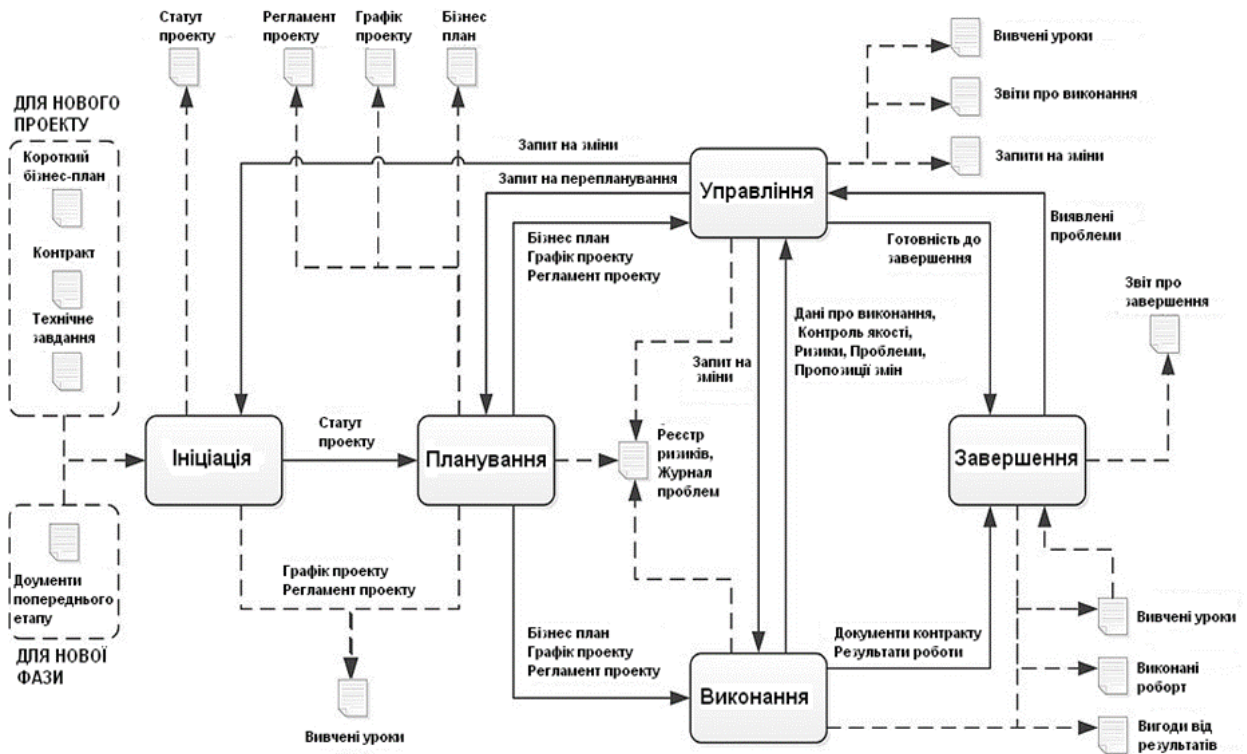 Статут
проекту
Регламент
проекту
Графік
проекту
Бізнес
план
Вивчені уроки
Звіти про виконання
Запити на зміни
ДЛЯ НОВОГО
ПРОЕКТУ
Короткий
бізнес-план
Контракт
Технічне
завдання
Запит на зміни
Запит на перепланування
Управління
Бізнес план
Графік проекту
Регламент проекту
Готовність до
завершення
Виявлені
проблеми
Звіт про
завершення
Дані про виконання,
Контроль якості,
Ризики, Проблеми,
Пропозиції змін
Запит на
зміни
Ініціація
Статут
проекту
Планування
Реєстр
ризиків,
Журнал
проблем
Завершення
Доументи
попереднього
етапу
ДЛЯ НОВОЇ
ФАЗИ
Графік проекту
Регламент проекту
Вивчені уроки
Бізнес план
Графік проекту
Регламент проекту
Виконання
Документи контракту
Результати роботи
Вивчені уроки
Виконані
роборт
Вигоди від
результатів